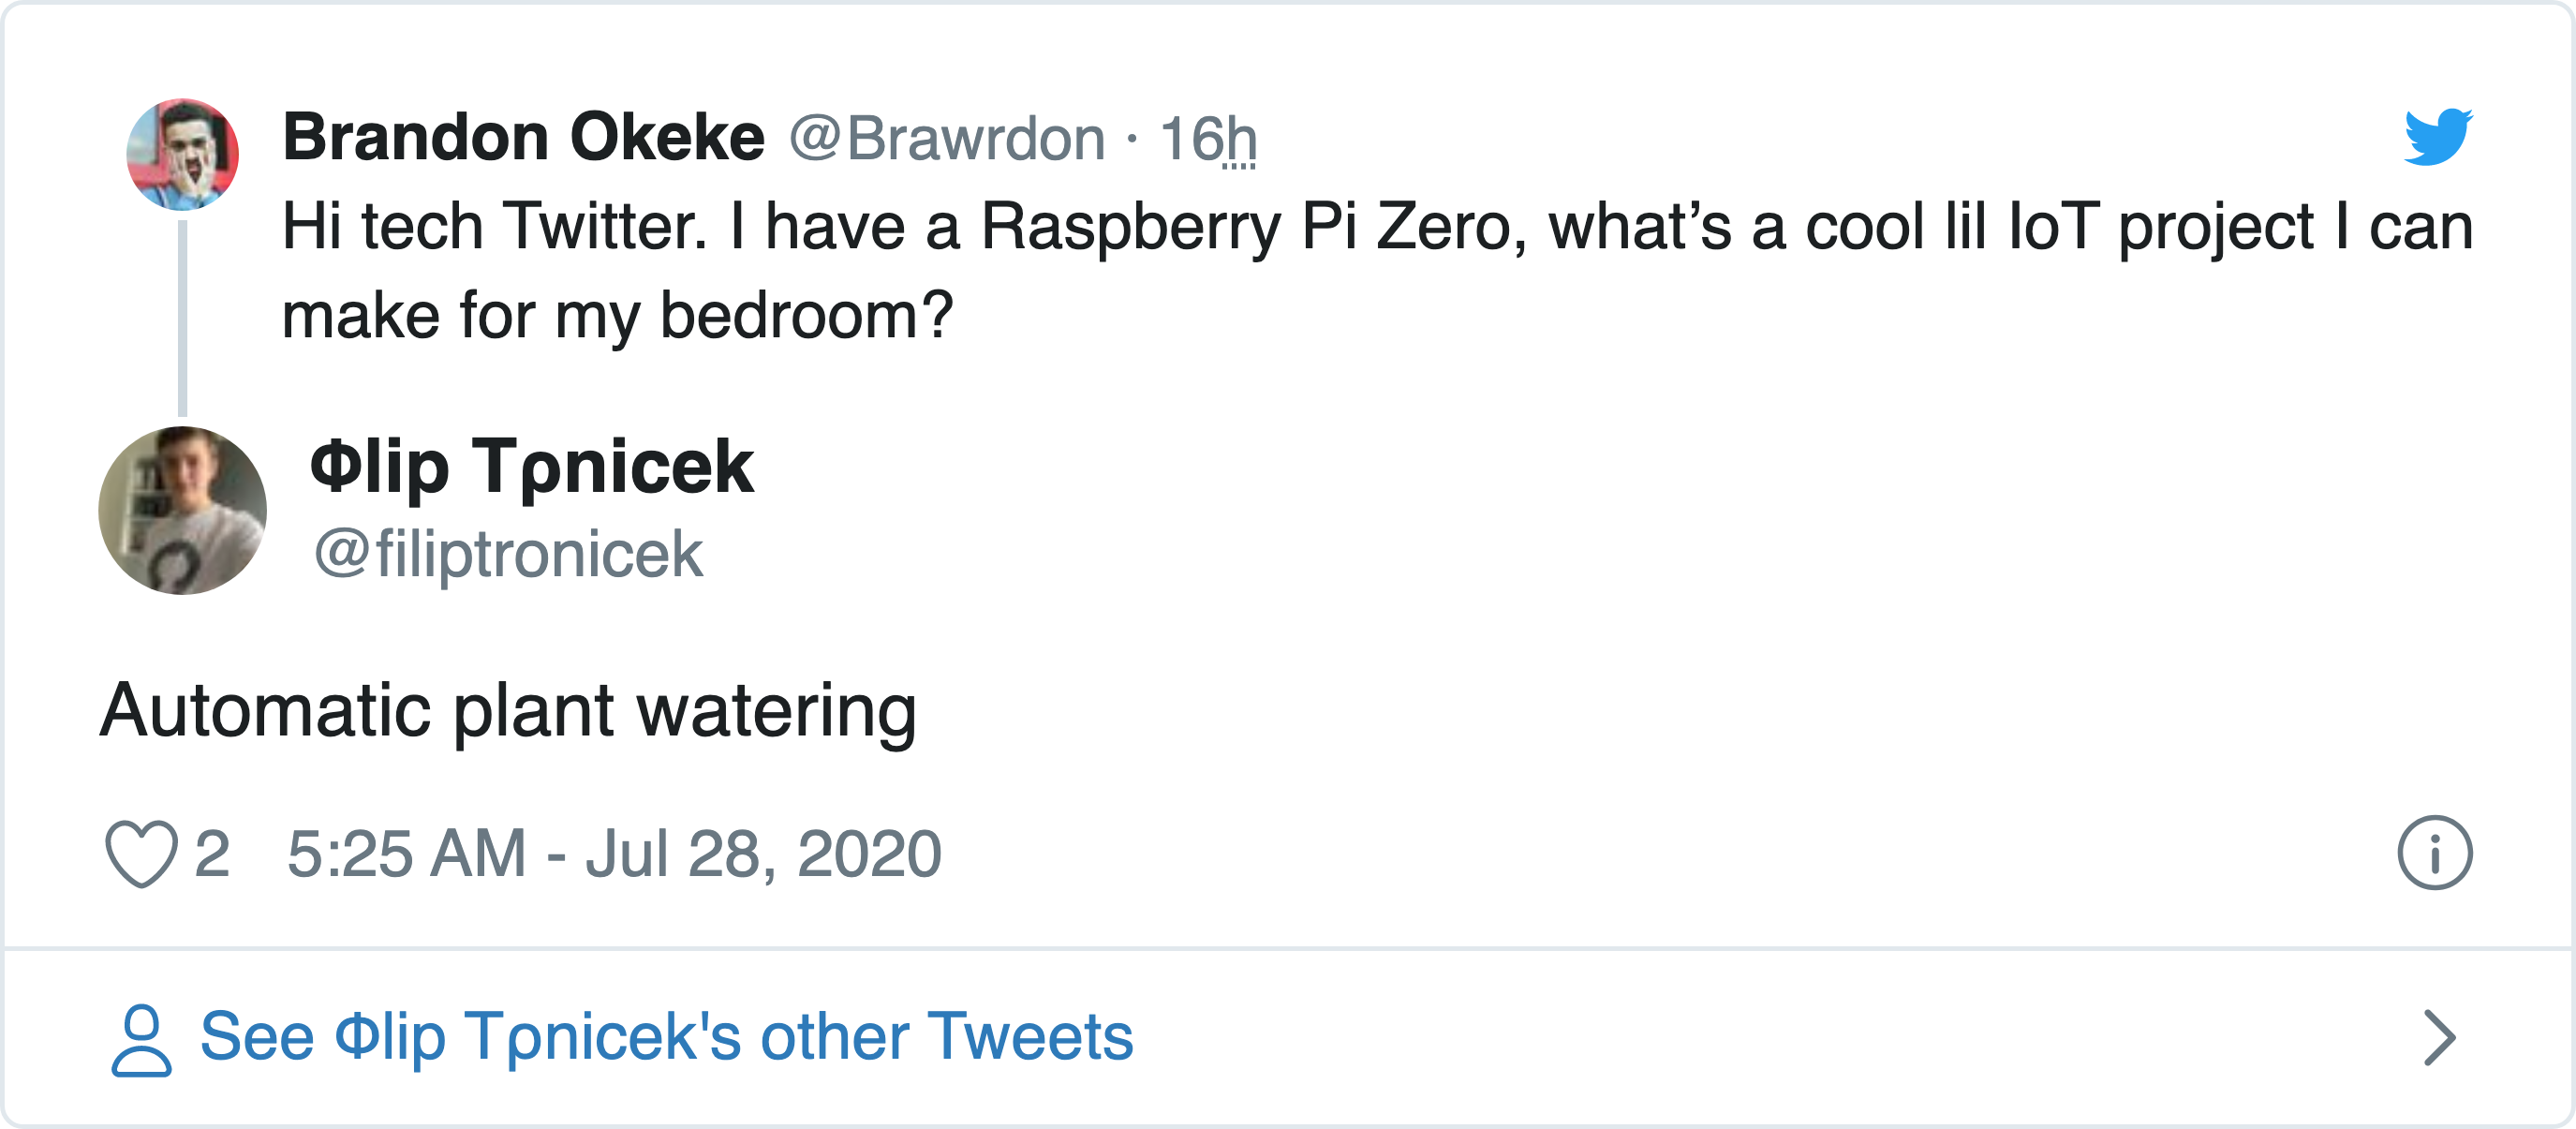 Brandon Okeke @Brawrdon · 16h
Hi tech Twitter. I have a Raspberry Pi Zero, what’s a cool lil IoT project I can
make for my bedroom?
Φlip Tρnicek
@filiptronicek
Automatic plant watering
2 5:25 AM - Jul 28, 2020
See Φlip Tρnicek's other Tweets